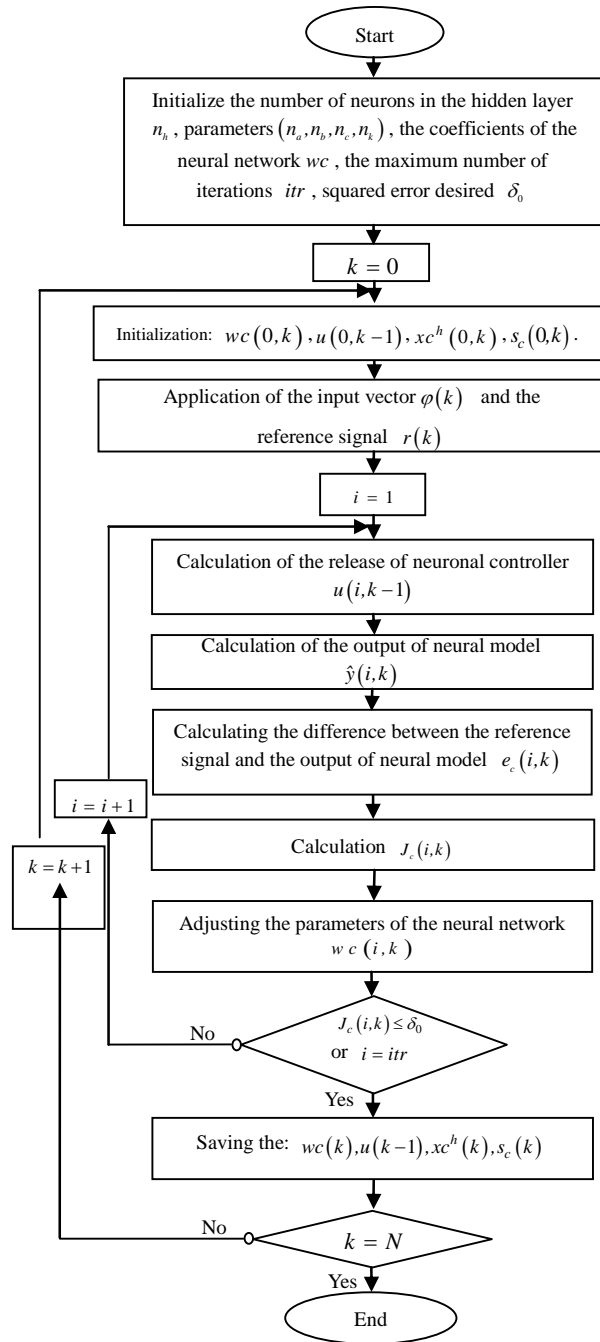 Start
Initialize the number of neurons in the hidden layer
n_h , parameters (n_a,n_b,n_c,n_k) , the coefficients of the
neural network wc , the maximum number of
iterations itr , squared error desired δ₀
k = 0
Initialization: wc(0,k) ,u(0,k−1), xc^h(0,k) , s_c(0,k).
Application of the input vector φ(k) and the
reference signal r(k)
i = 1
Calculation of the release of neuronal controller
u(i,k−1)
Calculation of the output of neural model
ŷ(i,k)
Calculating the difference between the reference
signal and the output of neural model e_c(i,k)
i = i+1
Calculation J_c(i,k)
k = k+1
Adjusting the parameters of the neural network
wc(i,k)
J_c(i,k) ≤ δ₀
No
or i = itr
Yes
Saving the: wc(k),u(k−1),xc^h(k),s_c(k)
No
k = N
Yes
End